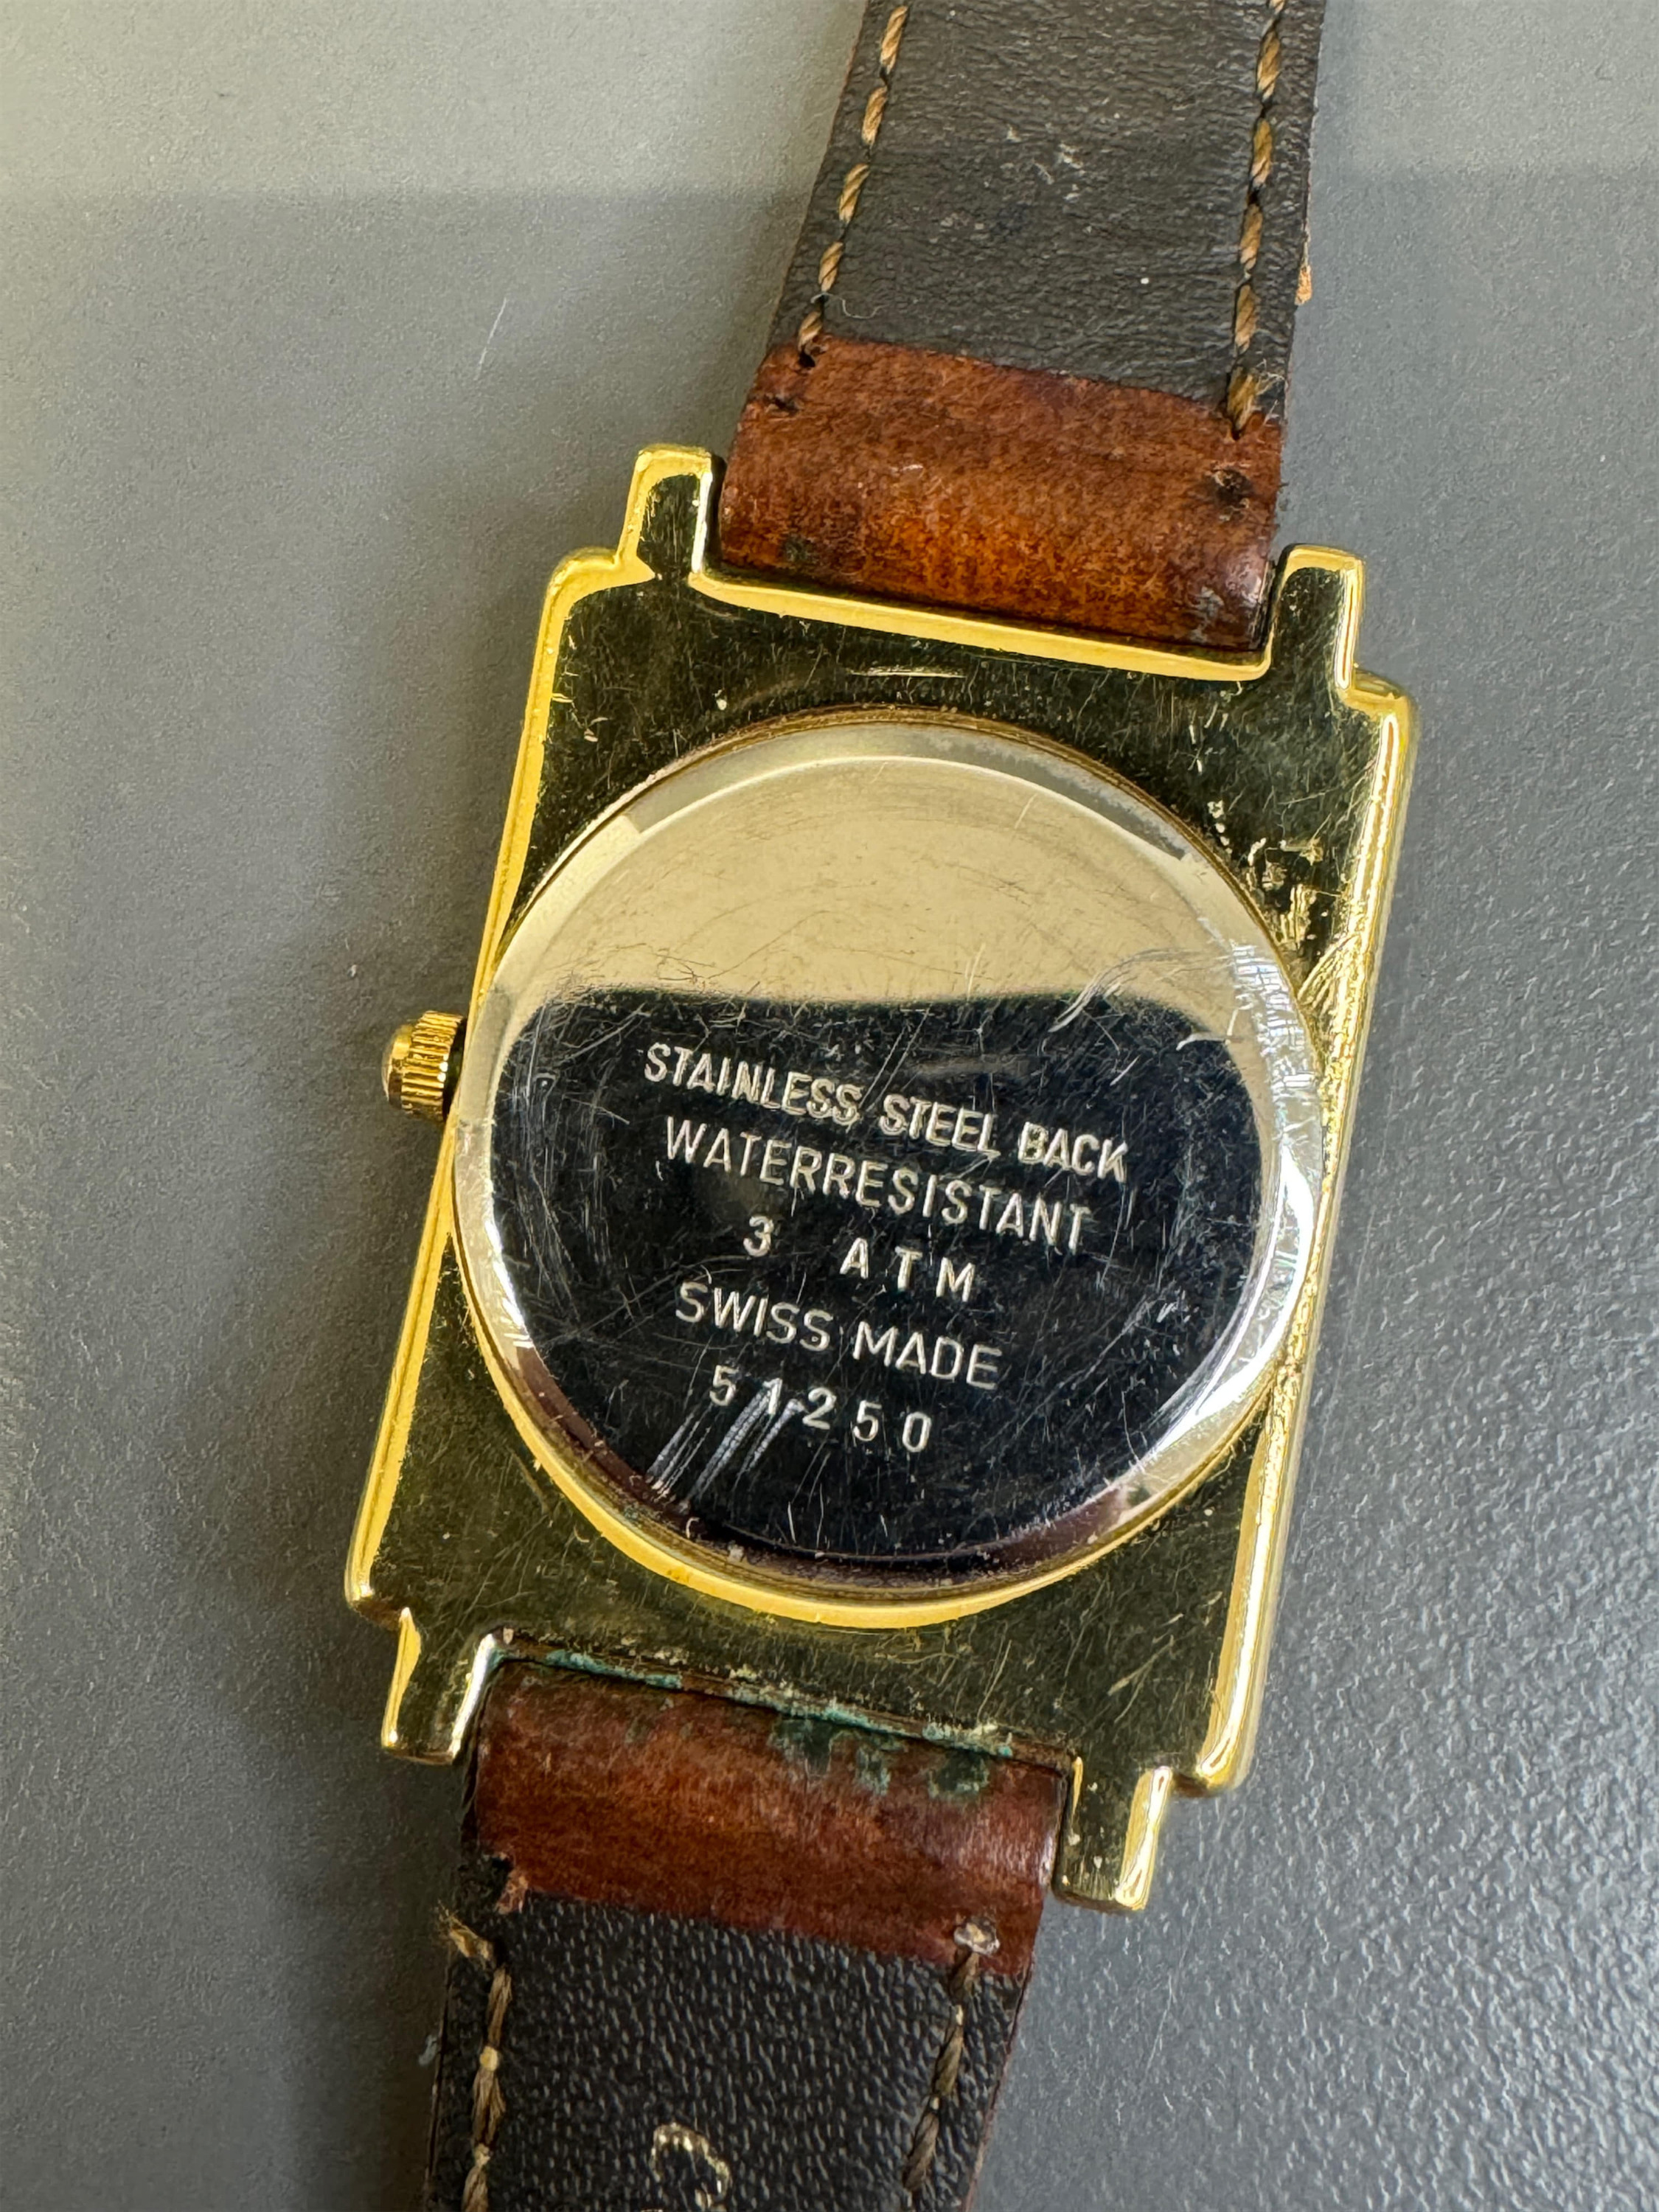 STAINLESS STEEL BACK
WATERRESISTANT
3 ATM
SWISS MADE
51250